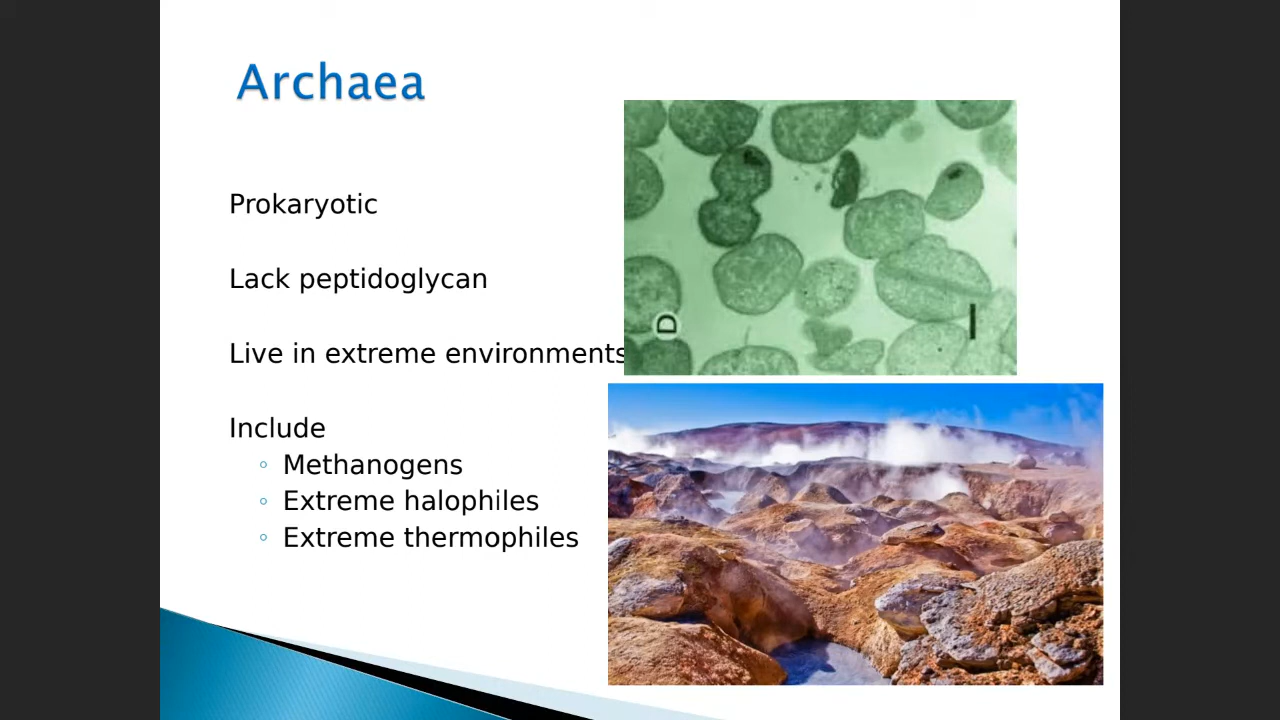 Archaea
Prokaryotic
Lack peptidoglycan
Live in extreme environments
Include
◦ Methanogens
◦ Extreme halophiles
◦ Extreme thermophiles
D